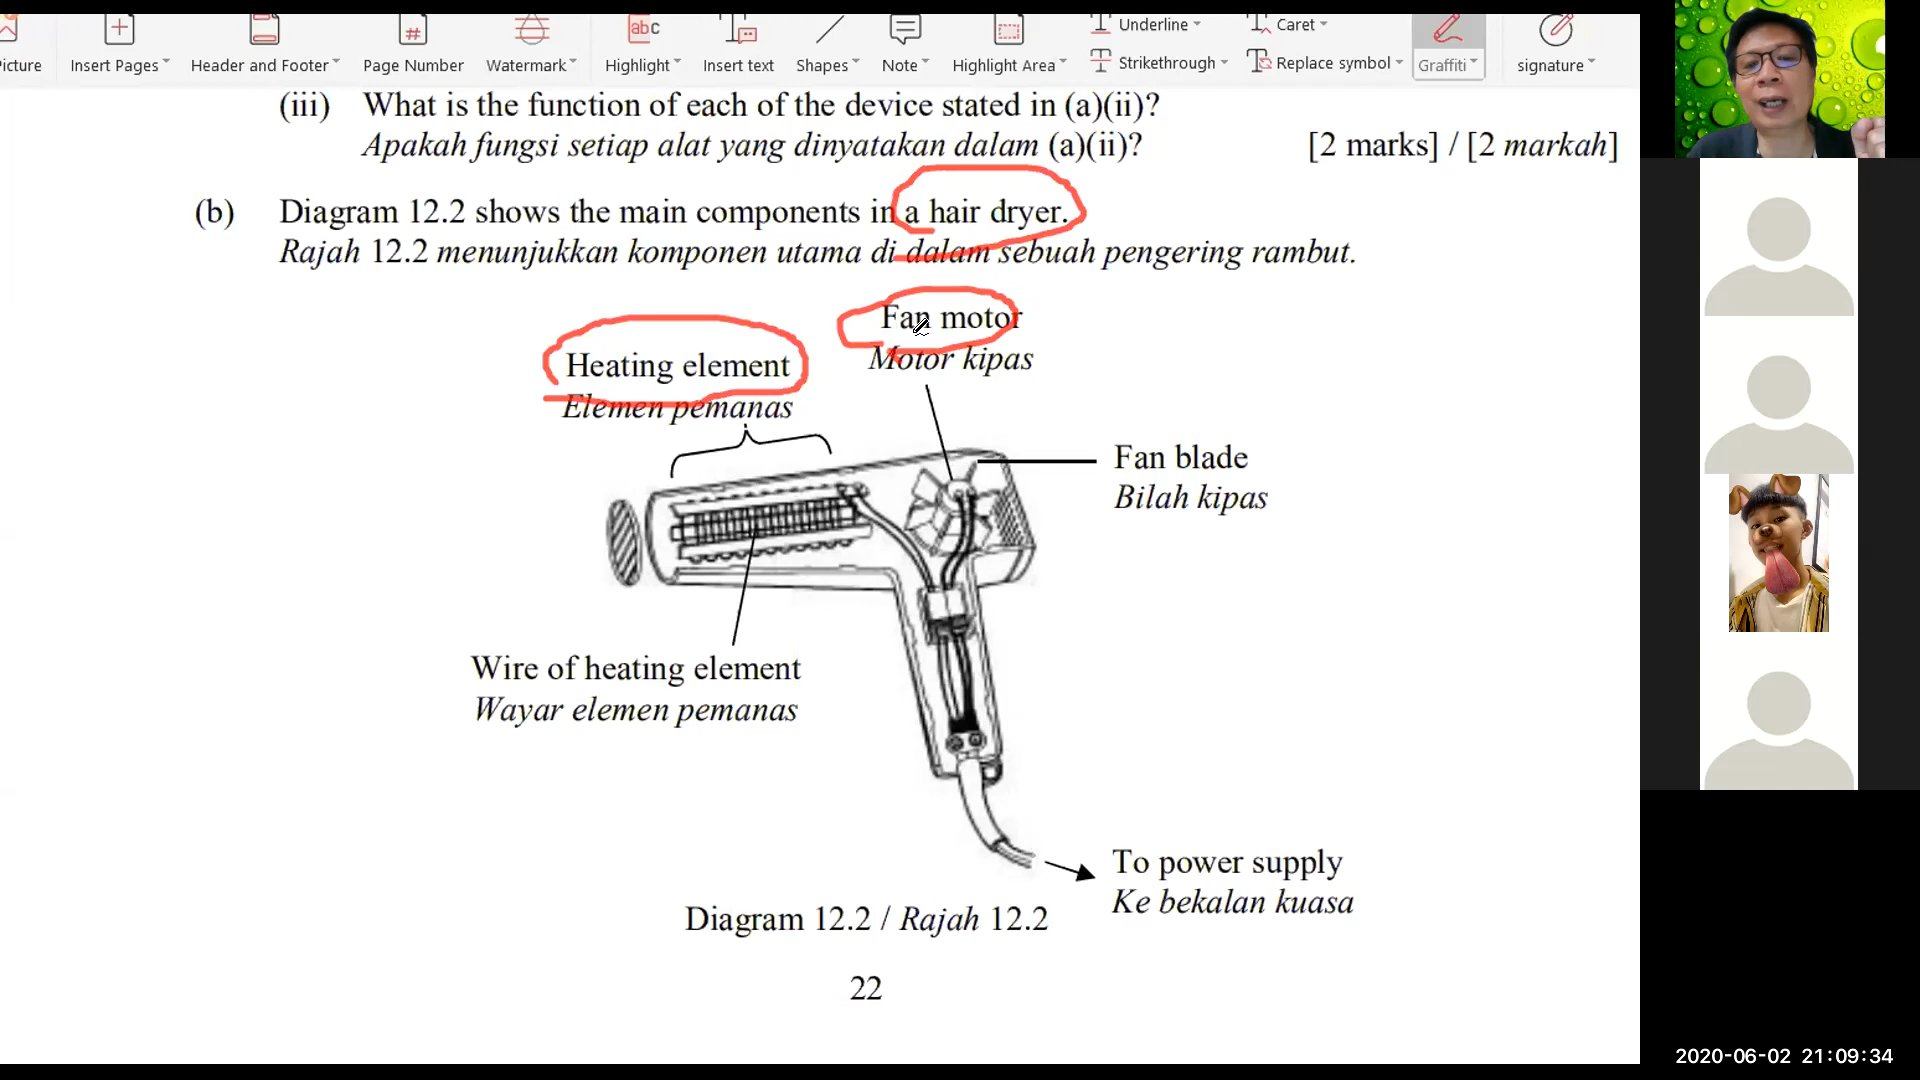 Insert Pages
Header and Footer
#
Page Number
Watermark
abc
Highlight
Insert text
Shapes
Note
Highlight Area
Underline
Strikethrough
Caret
Replace symbol
Graffiti
signature
(iii) What is the function of each of the device stated in (a)(ii)?
Apakah fungsi setiap alat yang dinyatakan dalam (a)(ii)? [2 marks] / [2 markah]
(b) Diagram 12.2 shows the main components in a hair dryer.
Rajah 12.2 menunjukkan komponen utama di dalam sebuah pengering rambut.
Fan motor
Motor kipas
Heating element
Elemen pemanas
Fan blade
Bilah kipas
Wire of heating element
Wayar elemen pemanas
To power supply
Ke bekalan kuasa
Diagram 12.2 / Rajah 12.2
22
2020-06-02 21:09:34